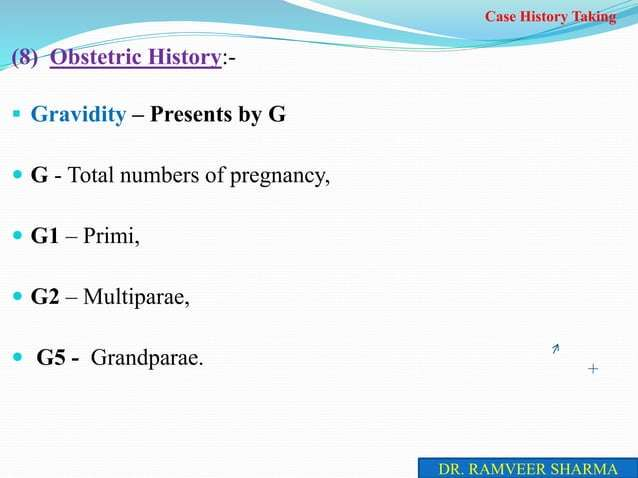 Case History Taking
(8) Obstetric History:-
▪ Gravidity – Presents by G
• G - Total numbers of pregnancy,
• G1 – Primi,
• G2 – Multiparae,
• G5 - Grandparae.
DR. RAMVEER SHARMA